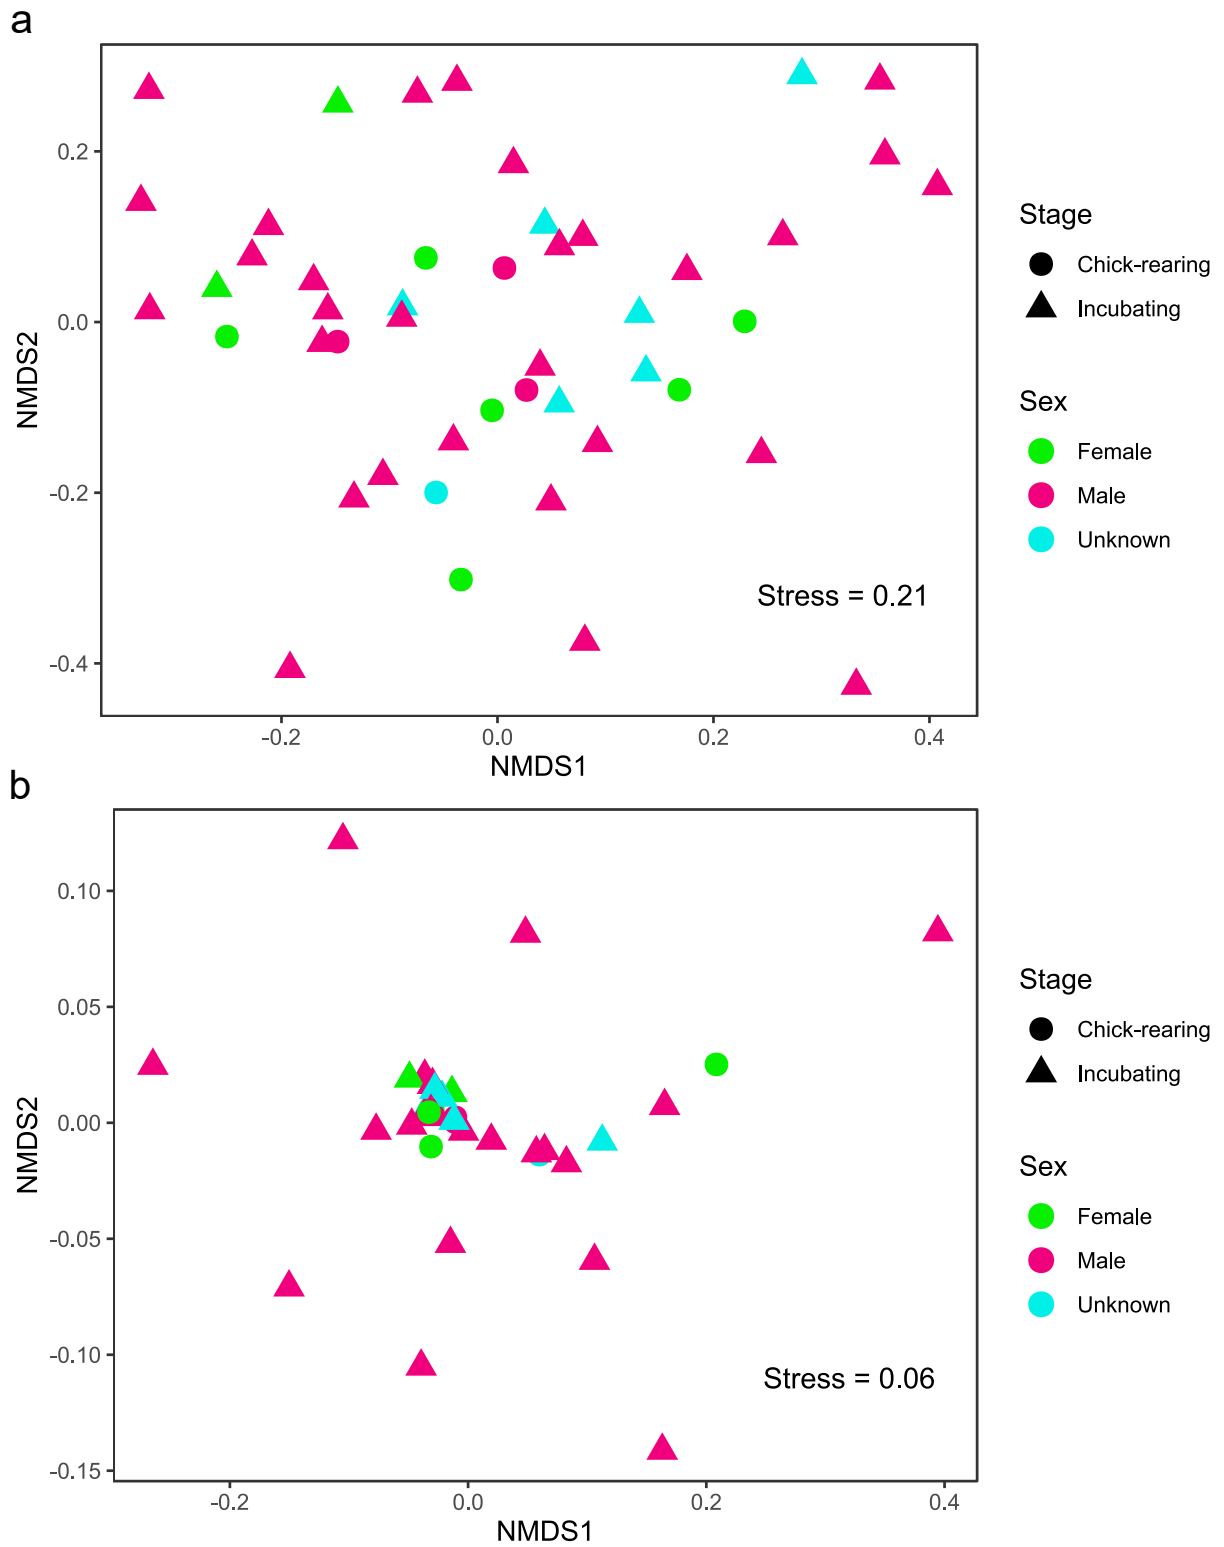 a
0.2
0.0
-0.2
-0.4
NMDS2
-0.2
0.0
0.2
0.4
NMDS1
Stress = 0.21
Stage
Chick-rearing
Incubating
Sex
Female
Male
Unknown
b
0.10
0.05
0.00
-0.05
-0.10
-0.15
NMDS2
-0.2
0.0
0.2
0.4
NMDS1
Stress = 0.06
Stage
Chick-rearing
Incubating
Sex
Female
Male
Unknown